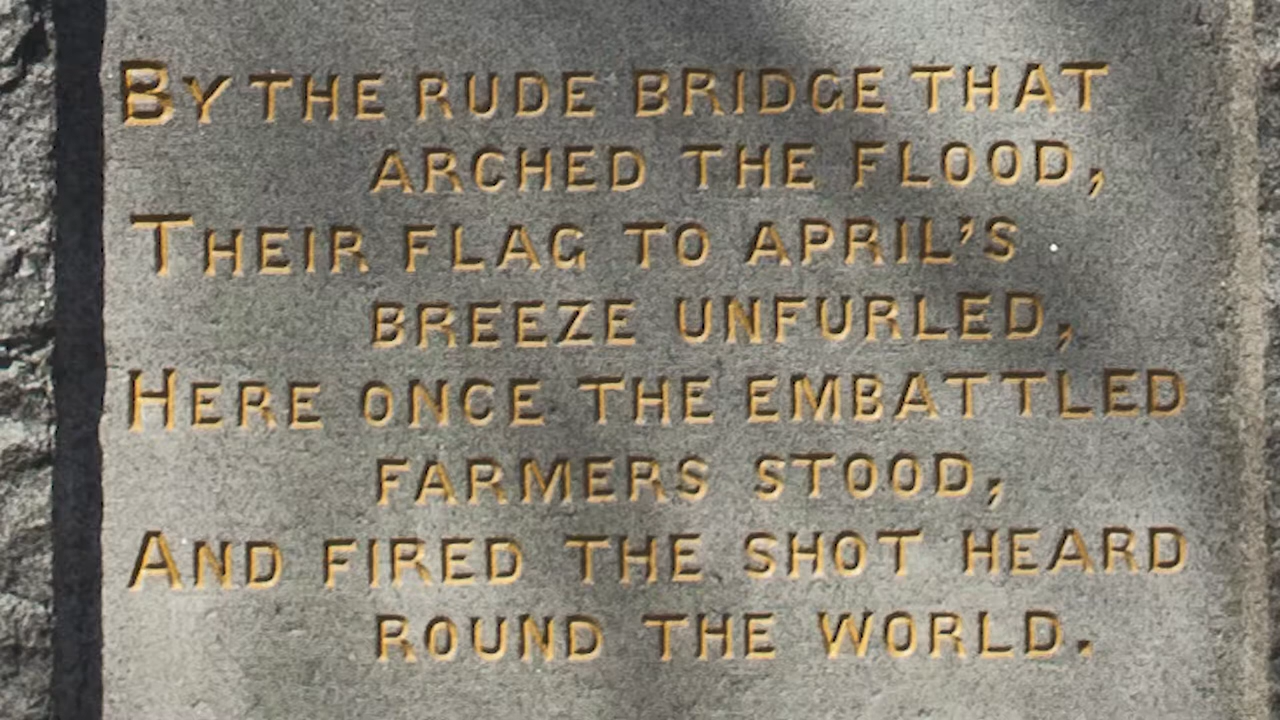 BY THE RUDE BRIDGE THAT
ARCHED THE FLOOD,
THEIR FLAG TO APRIL'S
BREEZE UNFURLED,
HERE ONCE THE EMBATTLED
FARMERS STOOD,
AND FIRED THE SHOT HEARD
ROUND THE WORLD.